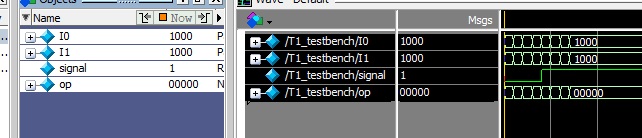 Objects
Wave - Default
Name Now
Msgs
I0 1000 P
I1 1000 P
signal 1 R
op 00000 N
/T1_testbench/I0 1000 1000
/T1_testbench/I1 1000 1000
/T1_testbench/signal 1
/T1_testbench/op 00000 00000